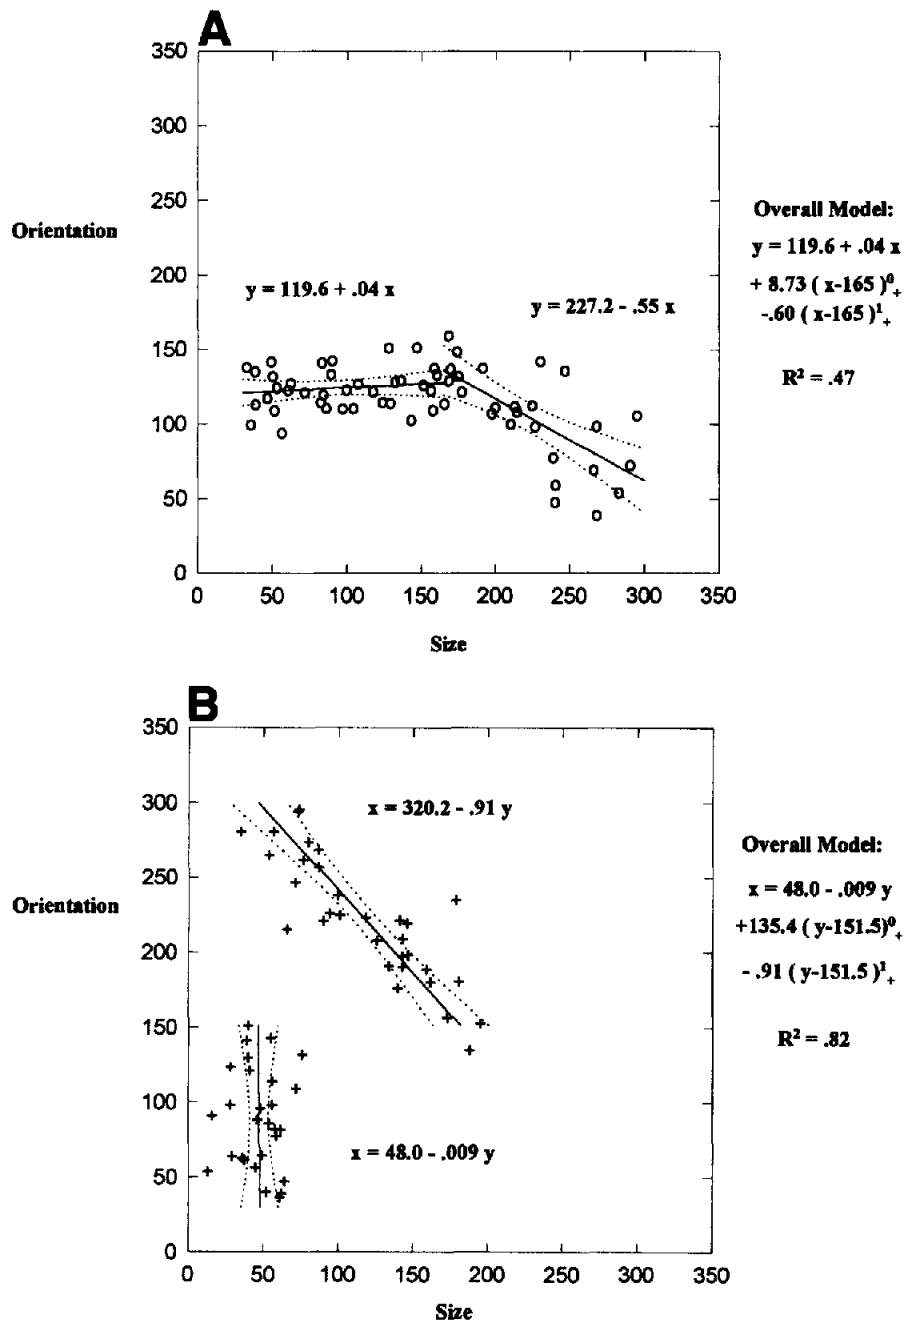 A
350
300
250
Orientation
200
150
100
50
0
0 50 100 150 200 250 300 350
Size
y = 119.6 + .04 x
y = 227.2 - .55 x
Overall Model:
y = 119.6 + .04 x
+ 8.73 ( x-165 )⁰₊
-.60 ( x-165 )¹₊
R² = .47
B
350
300
250
Orientation
200
150
100
50
0
0 50 100 150 200 250 300 350
Size
x = 320.2 - .91 y
x = 48.0 - .009 y
Overall Model:
x = 48.0 - .009 y
+135.4 ( y-151.5)⁰₊
- .91 ( y-151.5 )¹₊
R² = .82